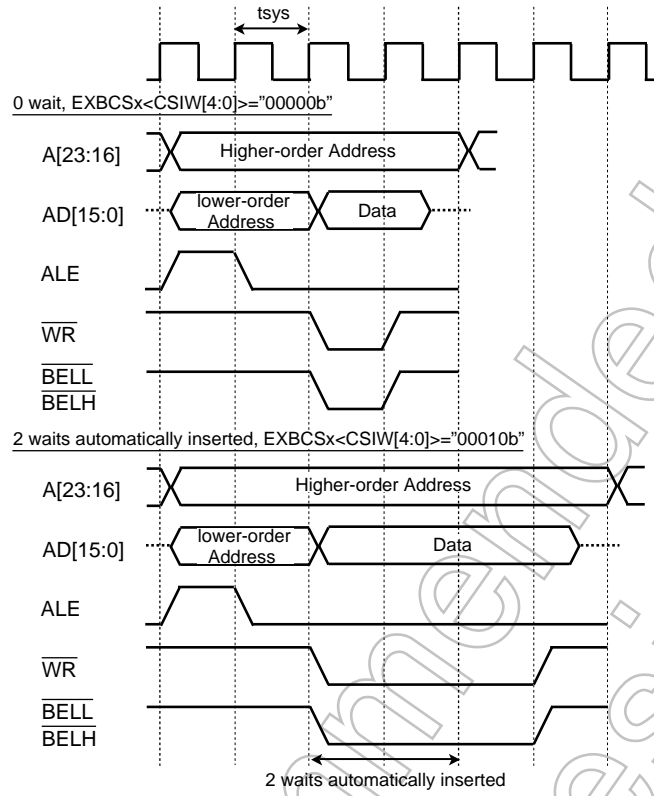 tsys
0 wait, EXBCSx<CSIW[4:0]>="00000b"
A[23:16]
Higher-order Address
AD[15:0]
lower-order
Address
Data
ALE
WR
BELL
BELH
2 waits automatically inserted, EXBCSx<CSIW[4:0]>="00010b"
A[23:16]
Higher-order Address
AD[15:0]
lower-order
Address
Data
ALE
WR
BELL
BELH
2 waits automatically inserted